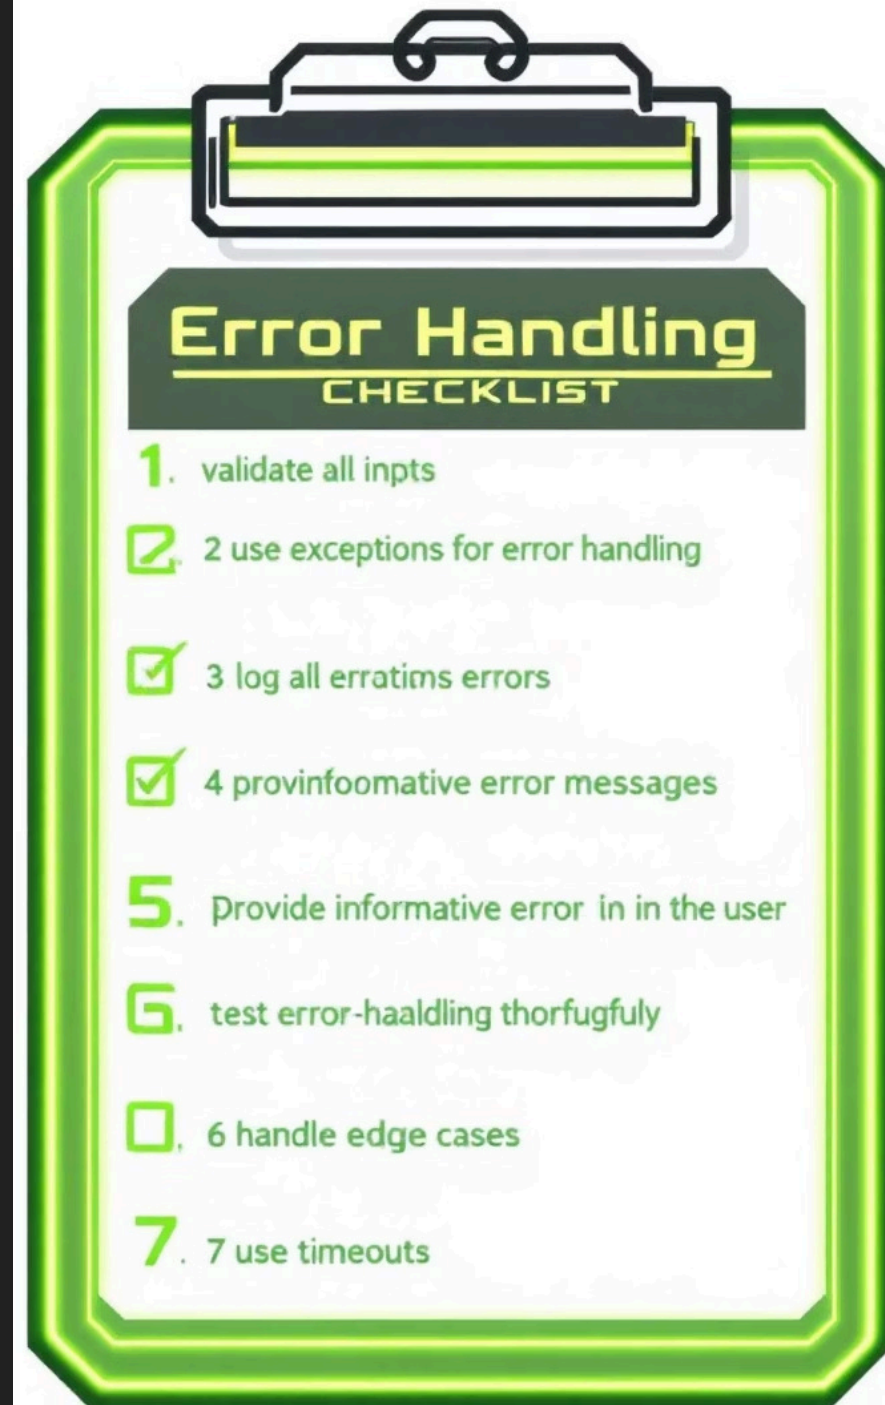 Error Handling
CHECKLIST
1. validate all inpts
2. 2 use exceptions for error handling
3 log all erratims errors
4 provinfoomative error messages
5. Provide informative error in in the user
G. test error-haaldling thorfugfuly
6 handle edge cases
7. 7 use timeouts